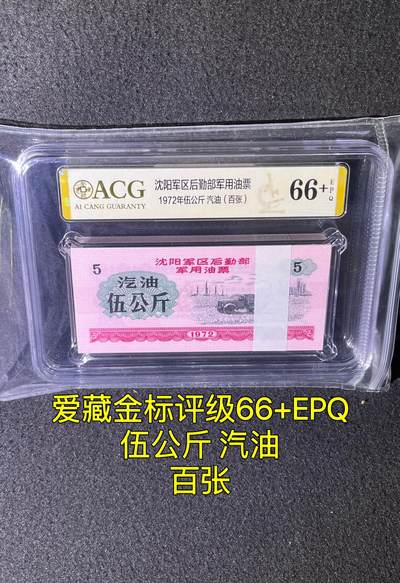 ACG
AI CANG GUARANTY
沈阳军区后勤部军用油票
1972年伍公斤 汽油（百张）
66+
EPQ
沈阳军区后勤部
军用油票
5
5
汽油
伍公斤
1972
爱藏金标评级66+EPQ
伍公斤 汽油
百张